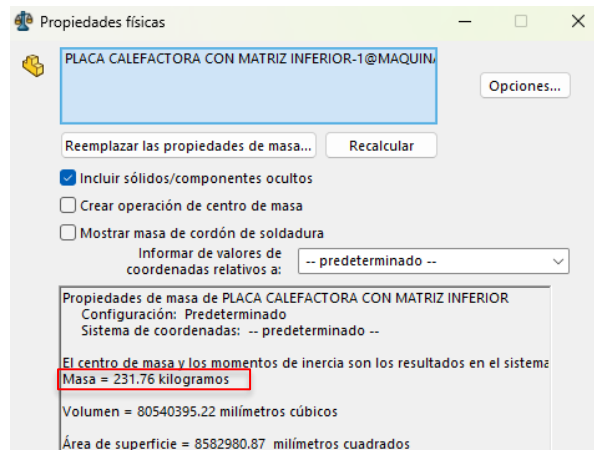 Propiedades físicas
PLACA CALEFACTORA CON MATRIZ INFERIOR-1@MAQUINA
Opciones...
Reemplazar las propiedades de masa...
Recalcular
Incluir sólidos/componentes ocultos
Crear operación de centro de masa
Mostrar masa de cordón de soldadura
Informar de valores de
coordenadas relativos a:
-- predeterminado --
Propiedades de masa de PLACA CALEFACTORA CON MATRIZ INFERIOR
Configuración: Predeterminado
Sistema de coordenadas: -- predeterminado --
El centro de masa y los momentos de inercia son los resultados en el sistema
Masa = 231.76 kilogramos
Volumen = 80540395.22 milímetros cúbicos
Área de superficie = 8582980.87 milímetros cuadrados